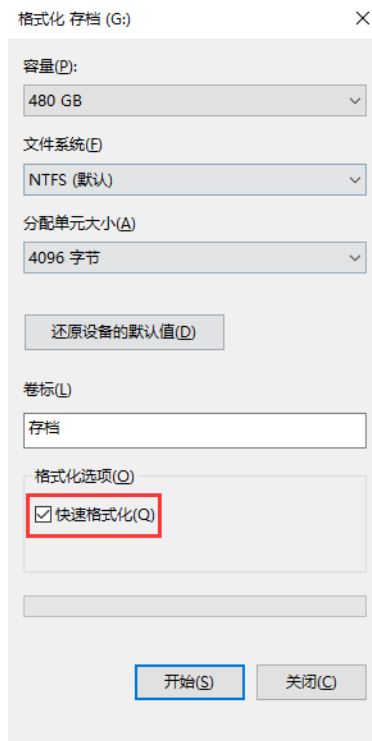 格式化 存档 (G:)
容量(P):
480 GB
文件系统(F)
NTFS (默认)
分配单元大小(A)
4096 字节
还原设备的默认值(D)
卷标(L)
存档
格式化选项(O)
快速格式化(Q)
开始(S)
关闭(C)